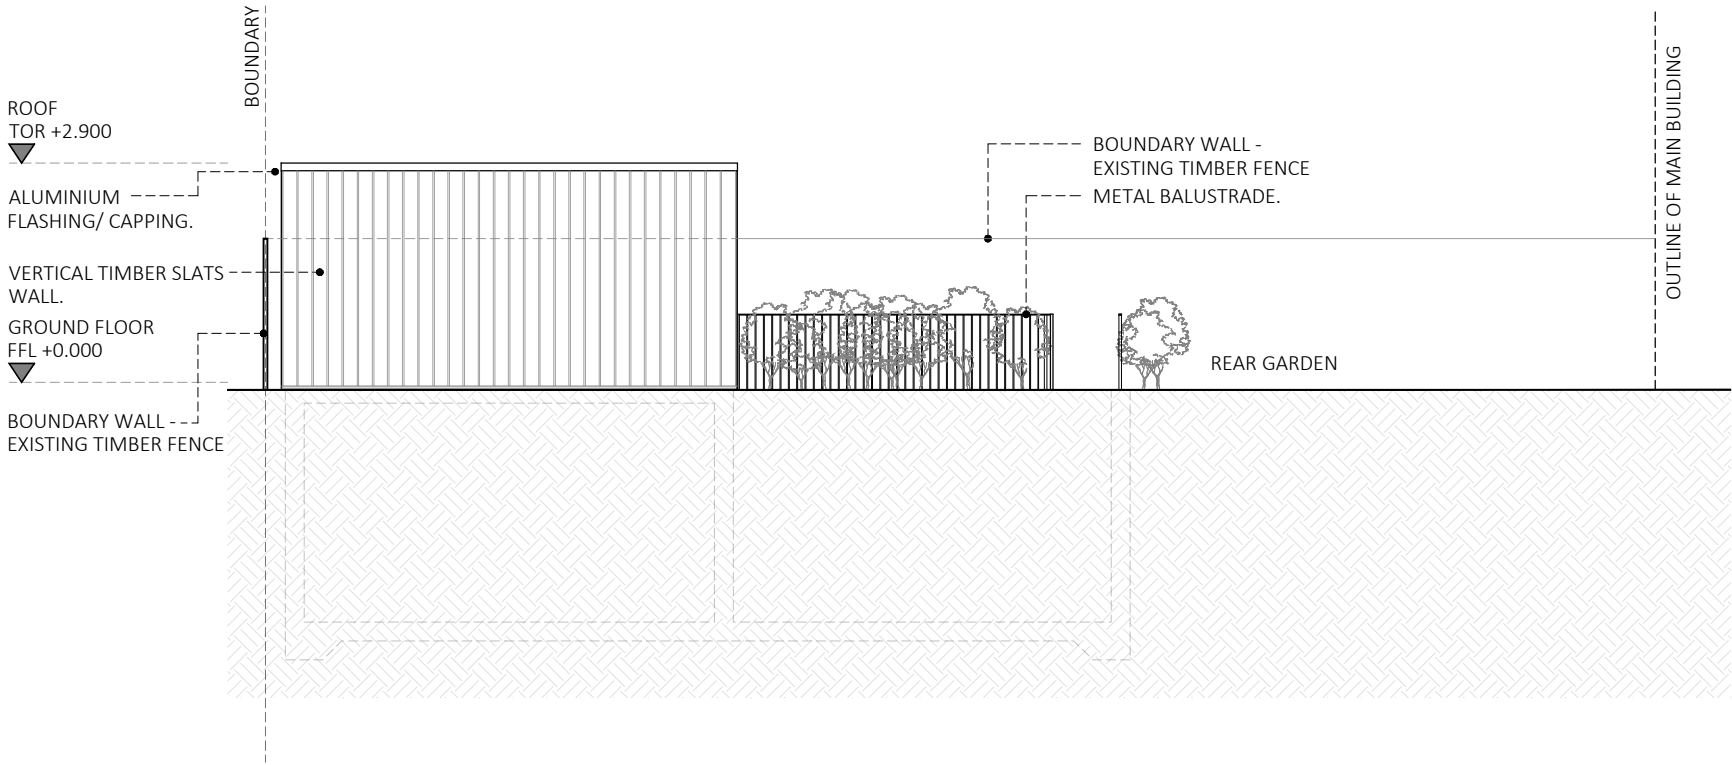 BOUNDARY
ROOF
TOR +2.900
ALUMINIUM
FLASHING/ CAPPING.
VERTICAL TIMBER SLATS
WALL.
GROUND FLOOR
FFL +0.000
BOUNDARY WALL -
EXISTING TIMBER FENCE
BOUNDARY WALL -
EXISTING TIMBER FENCE
METAL BALUSTRADE.
REAR GARDEN
OUTLINE OF MAIN BUILDING